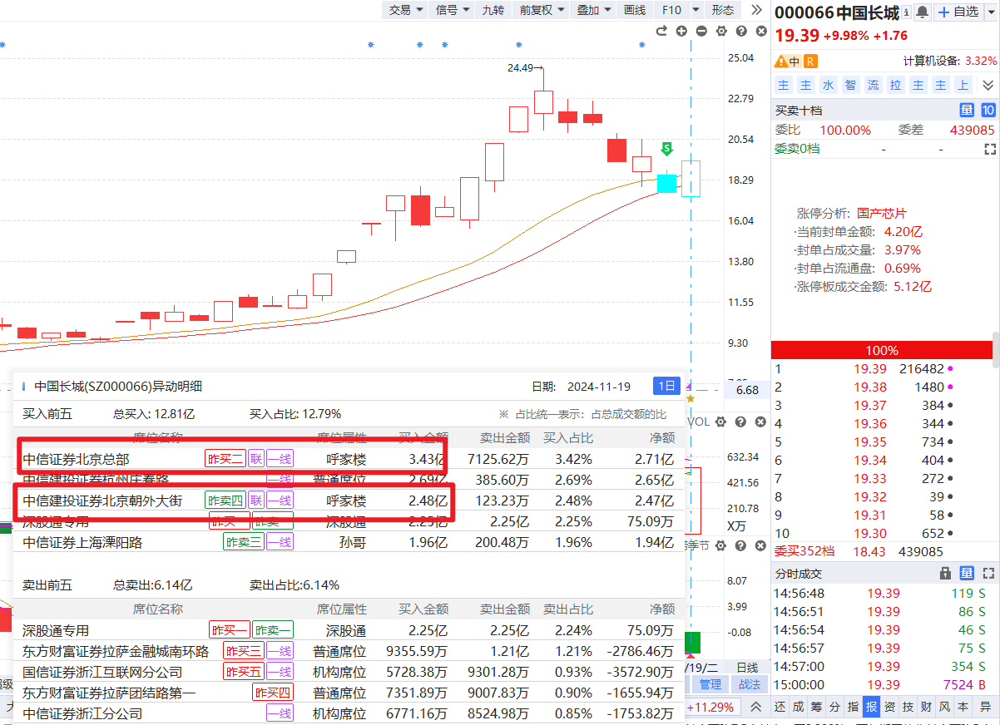 交易 信号 九转 前复权 叠加 画线 F10 形态
000066中国长城 自选
19.39 +9.98% +1.76
中 R 计算机设备: 3.32%
主 主 水 智 流 拉 主 主 上
买卖十档 量 10
委比 100.00% 委差 439085
委卖0档 - -
涨停分析: 国产芯片
·当前封单金额: 4.20亿
·封单占成交量: 3.97%
·封单占流通盘: 0.69%
·涨停板成交金额: 5.12亿
100%
1 19.39 216482
2 19.38 1480
3 19.37 384
4 19.36 344
5 19.35 734
6 19.34 404
7 19.33 272
8 19.32 39
9 19.31 58
10 19.30 652
委买352档 18.43 439085
分时成交 量
14:56:48 19.39 119 S
14:56:51 19.39 86 S
14:56:54 19.39 46 S
14:56:57 19.39 75 S
14:57:00 19.39 354 S
15:00:00 19.39 7524 B
还 成 筹 分 指 报 资 技 财 风 本 异
25.04
24.49
22.79
20.54
S
18.29
16.04
13.80
11.55
9.30
6.68
VOL
632.34
421.56
210.78
X万
季节
8.07
3.99
-0.08
/19/二 日线
管理 战法
+11.29%
中国长城(SZ000066)异动明细 日期: 2024-11-19 1日
买入前五 总买入: 12.81亿 买入占比: 12.79% ※ 占比统一表示: 占总成交额的比
席位名称 席位属性 买入金额 卖出金额 买入占比 净额
中信证券北京总部 昨买二 联 一线 呼家楼 3.43亿 7125.62万 3.42% 2.71亿
中信建投证券杭州庆春路 一线 普通席位 2.69亿 385.60万 2.69% 2.65亿
中信建投证券北京朝外大街 昨卖四 联 一线 呼家楼 2.48亿 123.23万 2.48% 2.47亿
深股通专用 昨买一 昨卖一 深股通 2.25亿 2.25亿 2.25% 75.09万
中信证券上海溧阳路 昨卖三 一线 孙哥 1.96亿 200.48万 1.96% 1.94亿
卖出前五 总卖出:6.14亿 卖出占比:6.14%
席位名称 席位属性 买入金额 卖出金额 卖出占比 净额
深股通专用 昨买一 昨卖一 深股通 2.25亿 2.25亿 2.24% 75.09万
东方财富证券拉萨金融城南环路 昨买三 一线 普通席位 9355.59万 1.21亿 1.21% -2786.46万
国信证券浙江互联网分公司 昨买五 一线 机构席位 5728.38万 9301.28万 0.93% -3572.90万
东方财富证券拉萨团结路第一 昨买四 普通席位 7351.89万 9007.83万 0.90% -1655.94万
中信证券浙江分公司 一线 机构席位 6771.16万 8524.98万 0.85% -1753.82万